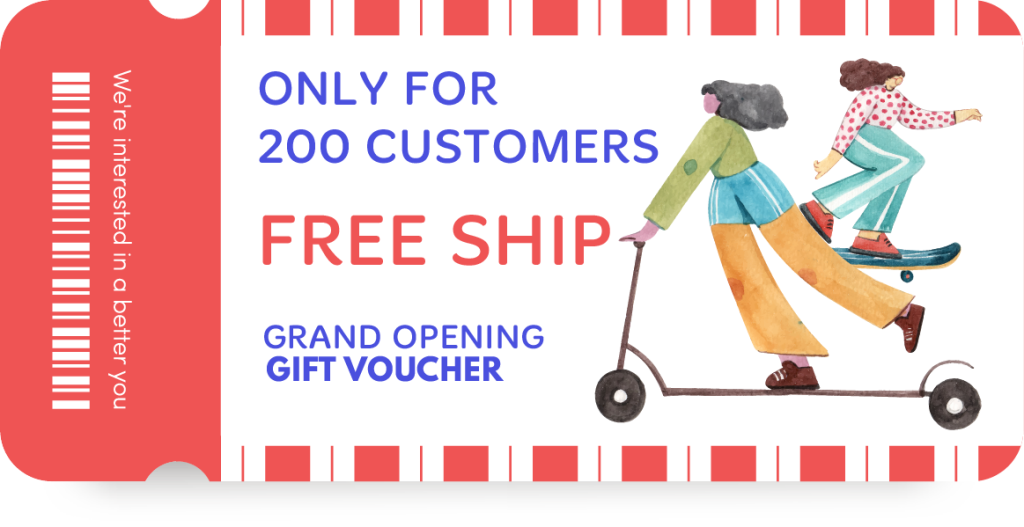 We're interested in a better you
ONLY FOR
200 CUSTOMERS
FREE SHIP
GRAND OPENING
GIFT VOUCHER